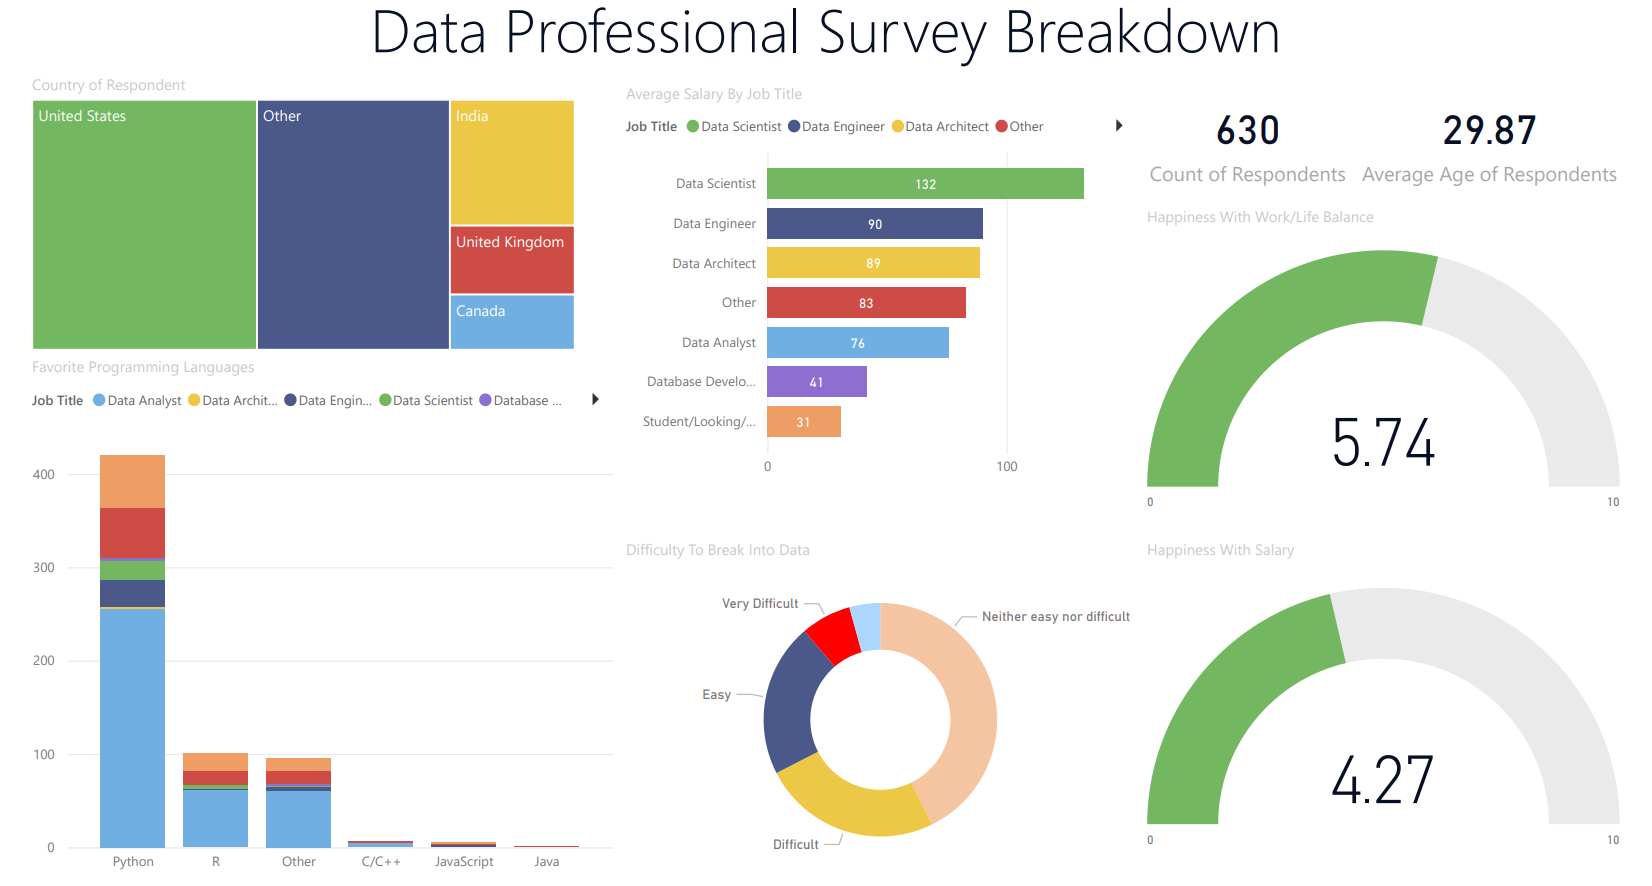 Data Professional Survey Breakdown
Country of Respondent
United States
Other
India
United Kingdom
Canada
Average Salary By Job Title
Job Title Data Scientist Data Engineer Data Architect Other
Data Scientist 132
Data Engineer 90
Data Architect 89
Other 83
Data Analyst 76
Database Develo... 41
Student/Looking/... 31
0 100
630
Count of Respondents
29.87
Average Age of Respondents
Happiness With Work/Life Balance
5.74
0 10
Favorite Programming Languages
Job Title Data Analyst Data Archit... Data Engin... Data Scientist Database ...
400
300
200
100
0
Python R Other C/C++ JavaScript Java
Difficulty To Break Into Data
Very Difficult
Neither easy nor difficult
Easy
Difficult
Happiness With Salary
4.27
0 10